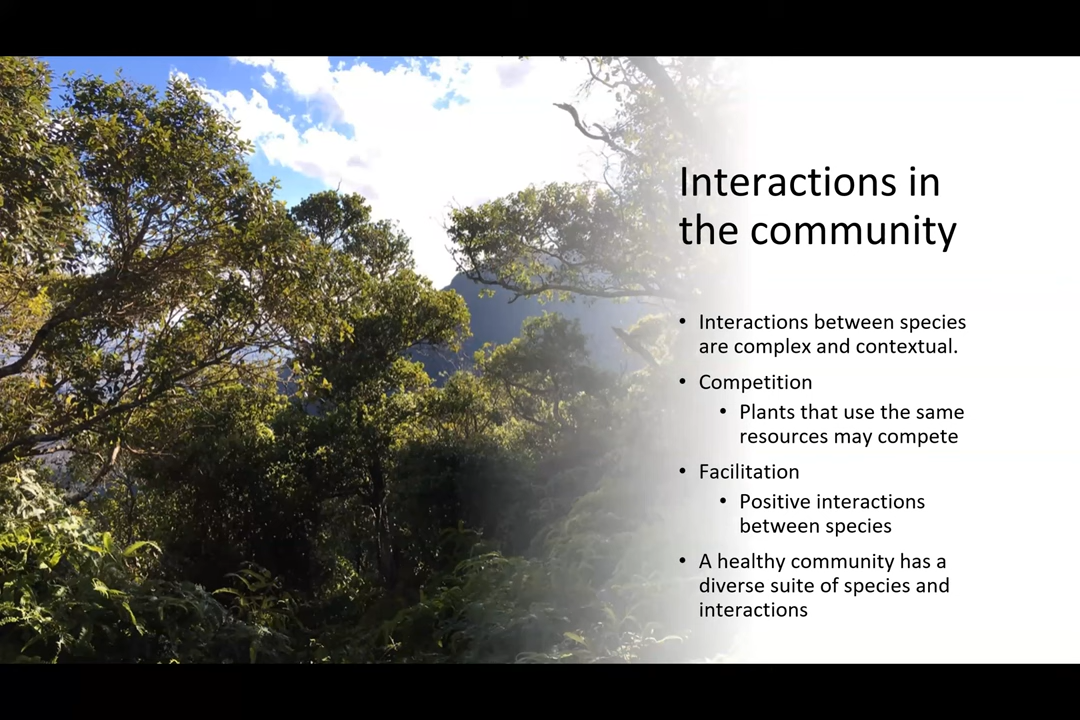 Interactions in
the community
• Interactions between species
are complex and contextual.
• Competition
• Plants that use the same
resources may compete
• Facilitation
• Positive interactions
between species
• A healthy community has a
diverse suite of species and
interactions